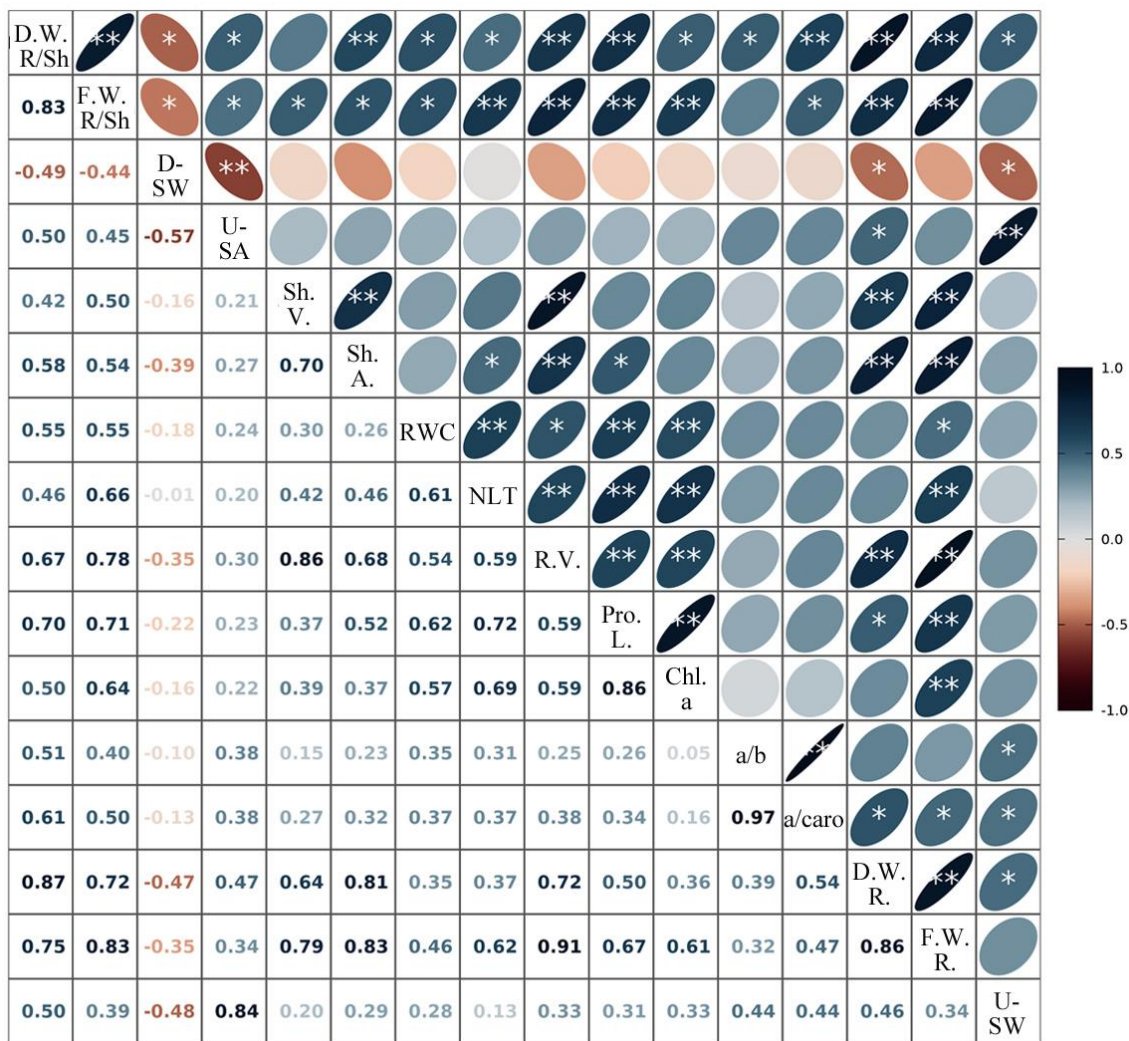 D.W. R/Sh ** * * ** * * ** ** * * ** ** ** *
0.83 F.W. R/Sh * * * * * ** ** ** ** * ** **
-0.49 -0.44 D-SW ** * *
0.50 0.45 -0.57 U-SA * **
0.42 0.50 -0.16 0.21 Sh. V. ** ** ** **
0.58 0.54 -0.39 0.27 0.70 Sh. A. * ** * ** **
0.55 0.55 -0.18 0.24 0.30 0.26 RWC ** * ** ** *
0.46 0.66 -0.01 0.20 0.42 0.46 0.61 NLT ** ** ** **
0.67 0.78 -0.35 0.30 0.86 0.68 0.54 0.59 R.V. ** ** ** **
0.70 0.71 -0.22 0.23 0.37 0.52 0.62 0.72 0.59 Pro. L. ** * **
0.50 0.64 -0.16 0.22 0.39 0.37 0.57 0.69 0.59 0.86 Chl. a **
0.51 0.40 -0.10 0.38 0.15 0.23 0.35 0.31 0.25 0.26 0.05 a/b ** *
0.61 0.50 -0.13 0.38 0.27 0.32 0.37 0.37 0.38 0.34 0.16 0.97 a/caro * * *
0.87 0.72 -0.47 0.47 0.64 0.81 0.35 0.37 0.72 0.50 0.36 0.39 0.54 D.W. R. ** *
0.75 0.83 -0.35 0.34 0.79 0.83 0.46 0.62 0.91 0.67 0.61 0.32 0.47 0.86 F.W. R.
0.50 0.39 -0.48 0.84 0.20 0.29 0.28 0.13 0.33 0.31 0.33 0.44 0.44 0.46 0.34 U-SW
1.0
0.5
0.0
-0.5
-1.0